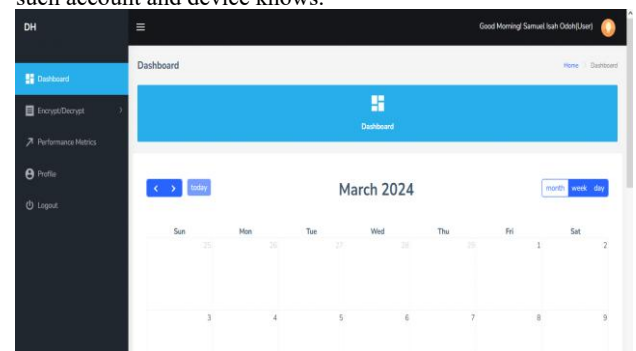 such account and device knows.
DH
Good Morning! Samuel Isah Odoh(User)
Dashboard
Home
Dashboard
Dashboard
Encrypt/Decrypt
Performance Metrics
Profile
Logout
Dashboard
today
March 2024
month week day
Sun Mon Tue Wed Thu Fri Sat
25 26 27 28 29 1 2
3 4 5 6 7 8 9